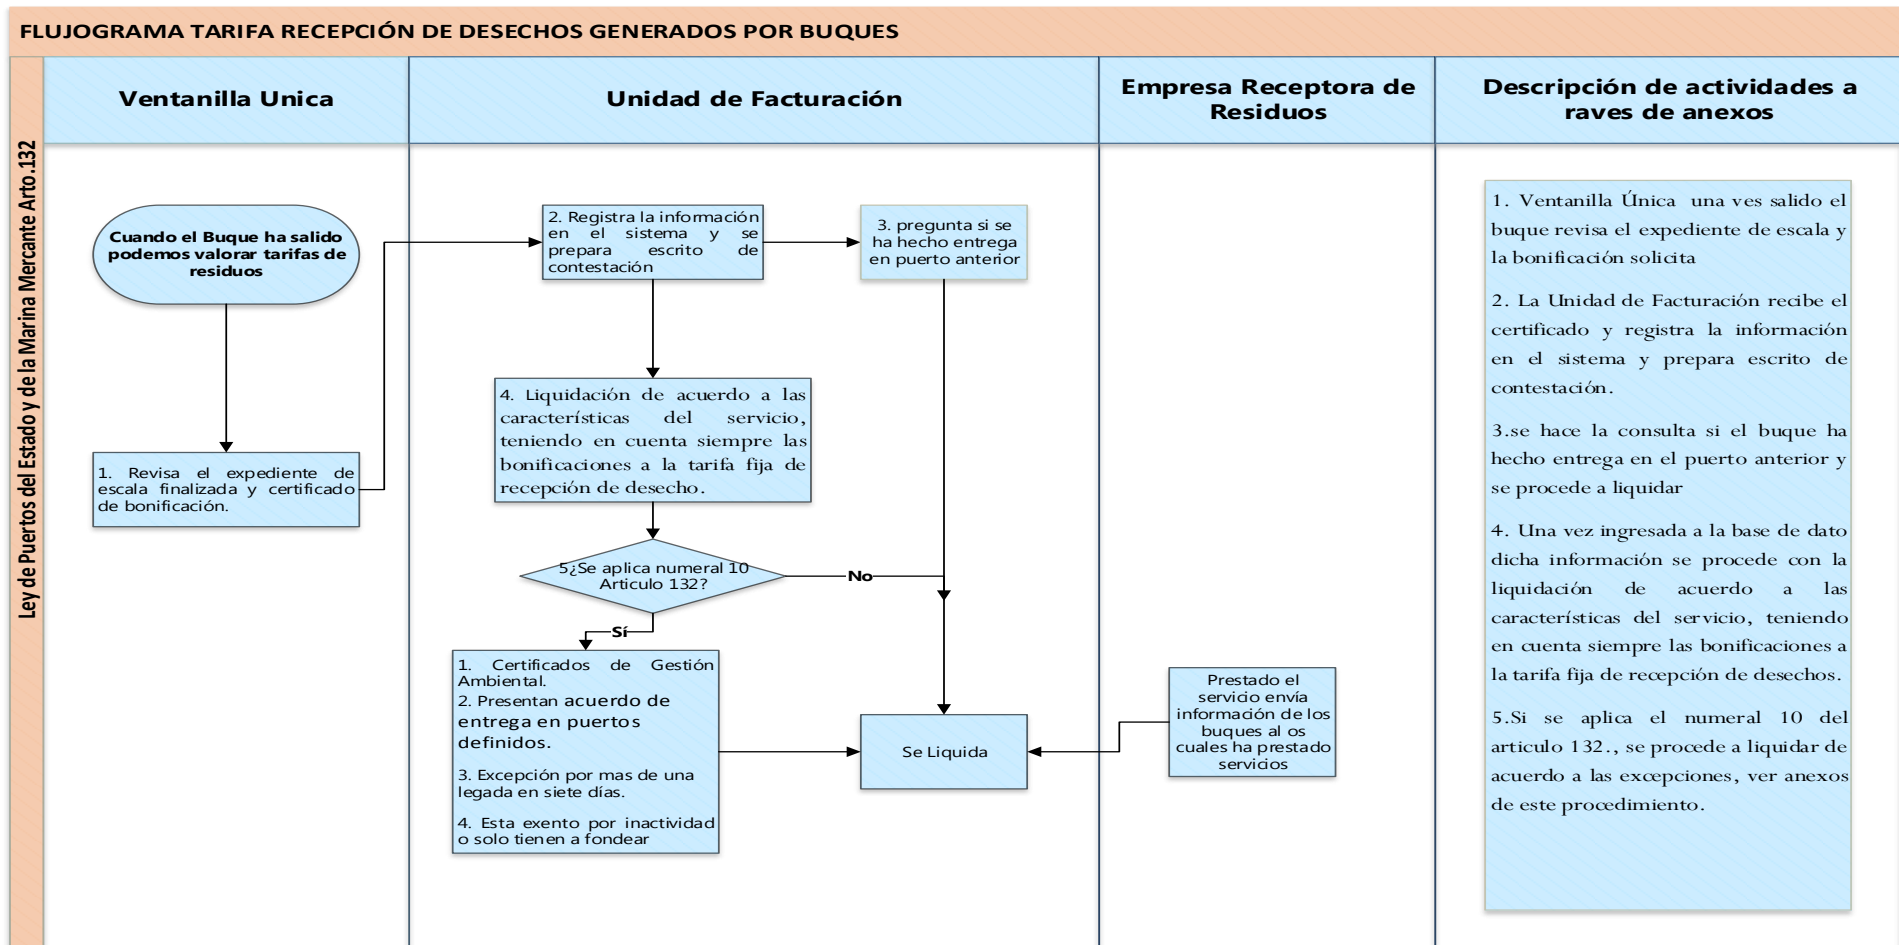 FLUJOGRAMA TARIFA RECEPCIÓN DE DESECHOS GENERADOS POR BUQUES
Ley de Puertos del Estado y de la Marina Mercante Arto.132
Ventanilla Unica
Unidad de Facturación
Empresa Receptora de
Residuos
Descripción de actividades a
raves de anexos
Cuando el Buque ha salido
podemos valorar tarifas de
residuos
1. Revisa el expediente de
escala finalizada y certificado
de bonificación.
2. Registra la información
en el sistema y se
prepara escrito de
contestación
3. pregunta si se
ha hecho entrega
en puerto anterior
4. Liquidación de acuerdo a las
características del servicio,
teniendo en cuenta siempre las
bonificaciones a la tarifa fija de
recepción de desecho.
5¿Se aplica numeral 10
Articulo 132?
No
Sí
1. Certificados de Gestión
Ambiental.
2. Presentan acuerdo de
entrega en puertos
definidos.
3. Excepción por mas de una
legada en siete días.
4. Esta exento por inactividad
o solo tienen a fondear
Se Liquida
Prestado el
servicio envía
información de los
buques al os
cuales ha prestado
servicios
1. Ventanilla Única una ves salido el
buque revisa el expediente de escala y
la bonificación solicita
2. La Unidad de Facturación recibe el
certificado y registra la información
en el sistema y prepara escrito de
contestación.
3.se hace la consulta si el buque ha
hecho entrega en el puerto anterior y
se procede a liquidar
4. Una vez ingresada a la base de dato
dicha información se procede con la
liquidación de acuerdo a las
características del servicio, teniendo
en cuenta siempre las bonificaciones a
la tarifa fija de recepción de desechos.
5.Si se aplica el numeral 10 del
articulo 132., se procede a liquidar de
acuerdo a las excepciones, ver anexos
de este procedimiento.